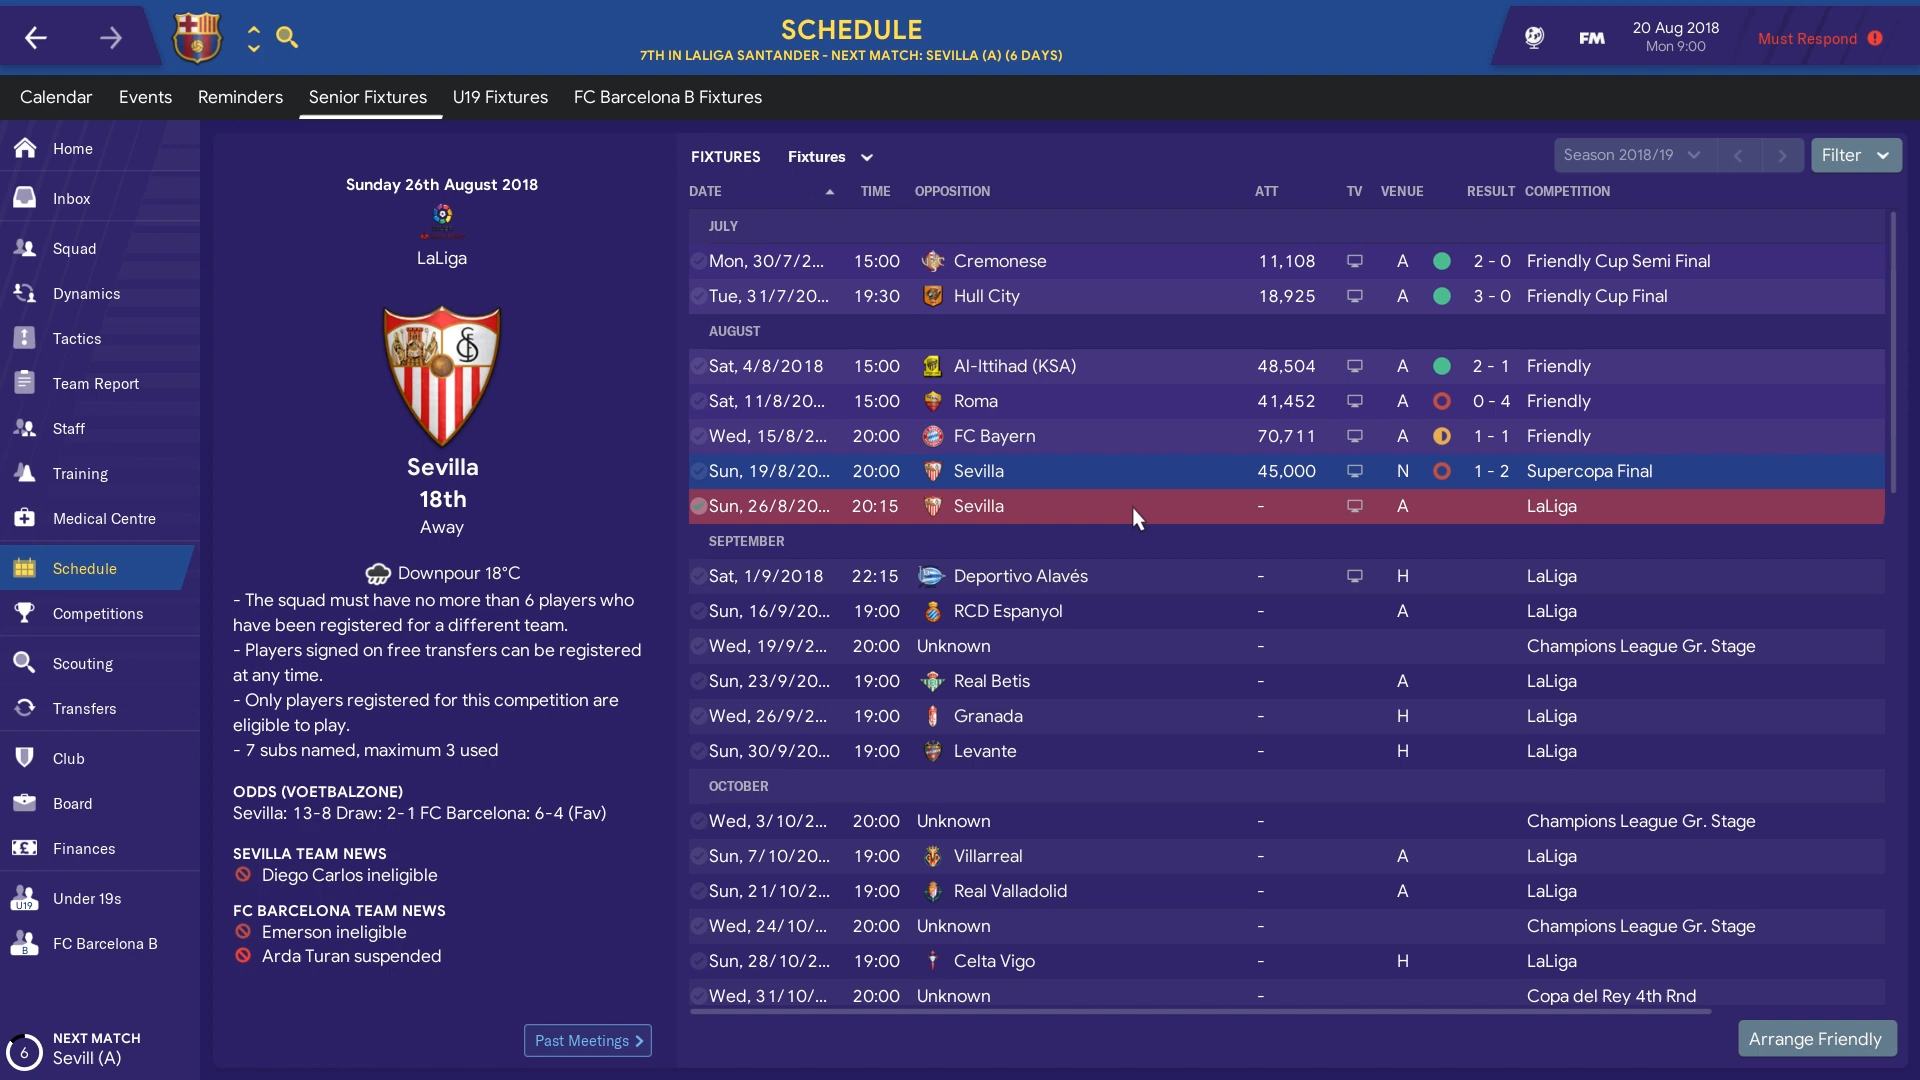 SCHEDULE
7TH IN LALIGA SANTANDER - NEXT MATCH: SEVILLA (A) (6 DAYS)
FM
20 Aug 2018
Mon 9:00
Must Respond
Calendar Events Reminders Senior Fixtures U19 Fixtures FC Barcelona B Fixtures
Home
Inbox
Squad
Dynamics
Tactics
Team Report
Staff
Training
Medical Centre
Schedule
Competitions
Scouting
Transfers
Club
Board
Finances
U19 Under 19s
B FC Barcelona B
6
NEXT MATCH
Sevill (A)
Sunday 26th August 2018
LaLiga
Sevilla
18th
Away
Downpour 18°C
- The squad must have no more than 6 players who
have been registered for a different team.
- Players signed on free transfers can be registered
at any time.
- Only players registered for this competition are
eligible to play.
- 7 subs named, maximum 3 used
ODDS (VOETBALZONE)
Sevilla: 13-8 Draw: 2-1 FC Barcelona: 6-4 (Fav)
SEVILLA TEAM NEWS
Diego Carlos ineligible
FC BARCELONA TEAM NEWS
Emerson ineligible
Arda Turan suspended
Past Meetings
FIXTURES Fixtures Season 2018/19 Filter
DATE TIME OPPOSITION ATT TV VENUE RESULT COMPETITION
JULY
Mon, 30/7/2... 15:00 Cremonese 11,108 A 2 - 0 Friendly Cup Semi Final
Tue, 31/7/20... 19:30 Hull City 18,925 A 3 - 0 Friendly Cup Final
AUGUST
Sat, 4/8/2018 15:00 Al-Ittihad (KSA) 48,504 A 2 - 1 Friendly
Sat, 11/8/20... 15:00 Roma 41,452 A 0 - 4 Friendly
Wed, 15/8/2... 20:00 FC Bayern 70,711 A 1 - 1 Friendly
Sun, 19/8/20... 20:00 Sevilla 45,000 N 1 - 2 Supercopa Final
Sun, 26/8/20... 20:15 Sevilla - A LaLiga
SEPTEMBER
Sat, 1/9/2018 22:15 Deportivo Alavés - H LaLiga
Sun, 16/9/20... 19:00 RCD Espanyol - A LaLiga
Wed, 19/9/2... 20:00 Unknown - Champions League Gr. Stage
Sun, 23/9/20... 19:00 Real Betis - A LaLiga
Wed, 26/9/2... 19:00 Granada - H LaLiga
Sun, 30/9/20... 19:00 Levante - H LaLiga
OCTOBER
Wed, 3/10/2... 20:00 Unknown - Champions League Gr. Stage
Sun, 7/10/20... 19:00 Villarreal - A LaLiga
Sun, 21/10/2... 19:00 Real Valladolid - A LaLiga
Wed, 24/10/... 20:00 Unknown - Champions League Gr. Stage
Sun, 28/10/2... 19:00 Celta Vigo - H LaLiga
Wed, 31/10/... 20:00 Unknown - Copa del Rey 4th Rnd
Arrange Friendly